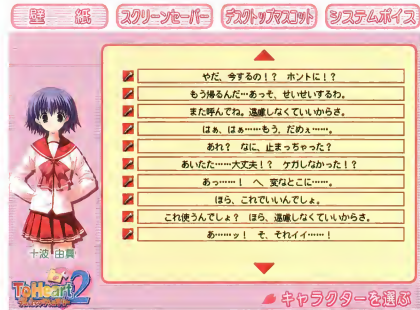 壁 紙
スクリーンセーバー
デスクトップマスコット
システムボイス
やだ、今するの!? ホントに!?
もう帰るんだ…あっそ、せいせいするわ。
また呼んでね。遠慮しなくていいからさ。
はぁ、はぁ……もう、だめぇ……。
あれ? なに、止まっちゃった?
あいたた……大丈夫!? ケガしなかった!?
あっ……! へ、変なとこに……。
ほら、これでいいんでしょ。
これ使うんでしょ? ほら、遠慮しなくていいからさ。
あ……ッ! そ、それイイ……!
十波 由真
ToHeart2
キャラクターを選ぶ